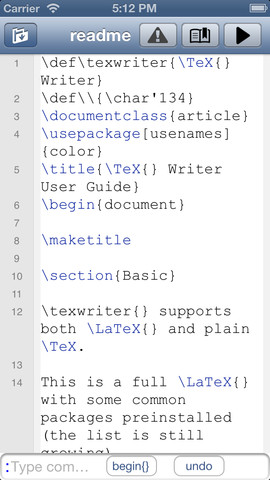 Carrier 5:12 PM
readme
1 \def\texwriter{\TeX{}
Writer}
2 \def\\{\char'134}
3 \documentclass{article}
4 \usepackage[usenames]
{color}
5 \title{\TeX{} Writer
User Guide}
6 \begin{document}
7
8 \maketitle
9
10 \section{Basic}
11
12 \texwriter{} supports
both \LaTeX{} and plain
\TeX.
13
14 This is a full \LaTeX{}
with some common
packages preinstalled
(the list is still
growing)
:Type com... begin{} undo